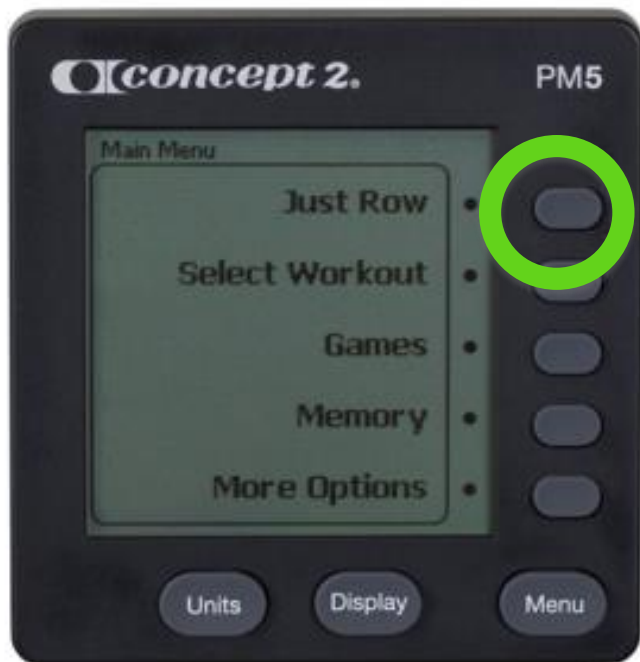 concept 2.
PM5
Main Menu
Just Row
Select Workout
Games
Memory
More Options
Units
Display
Menu